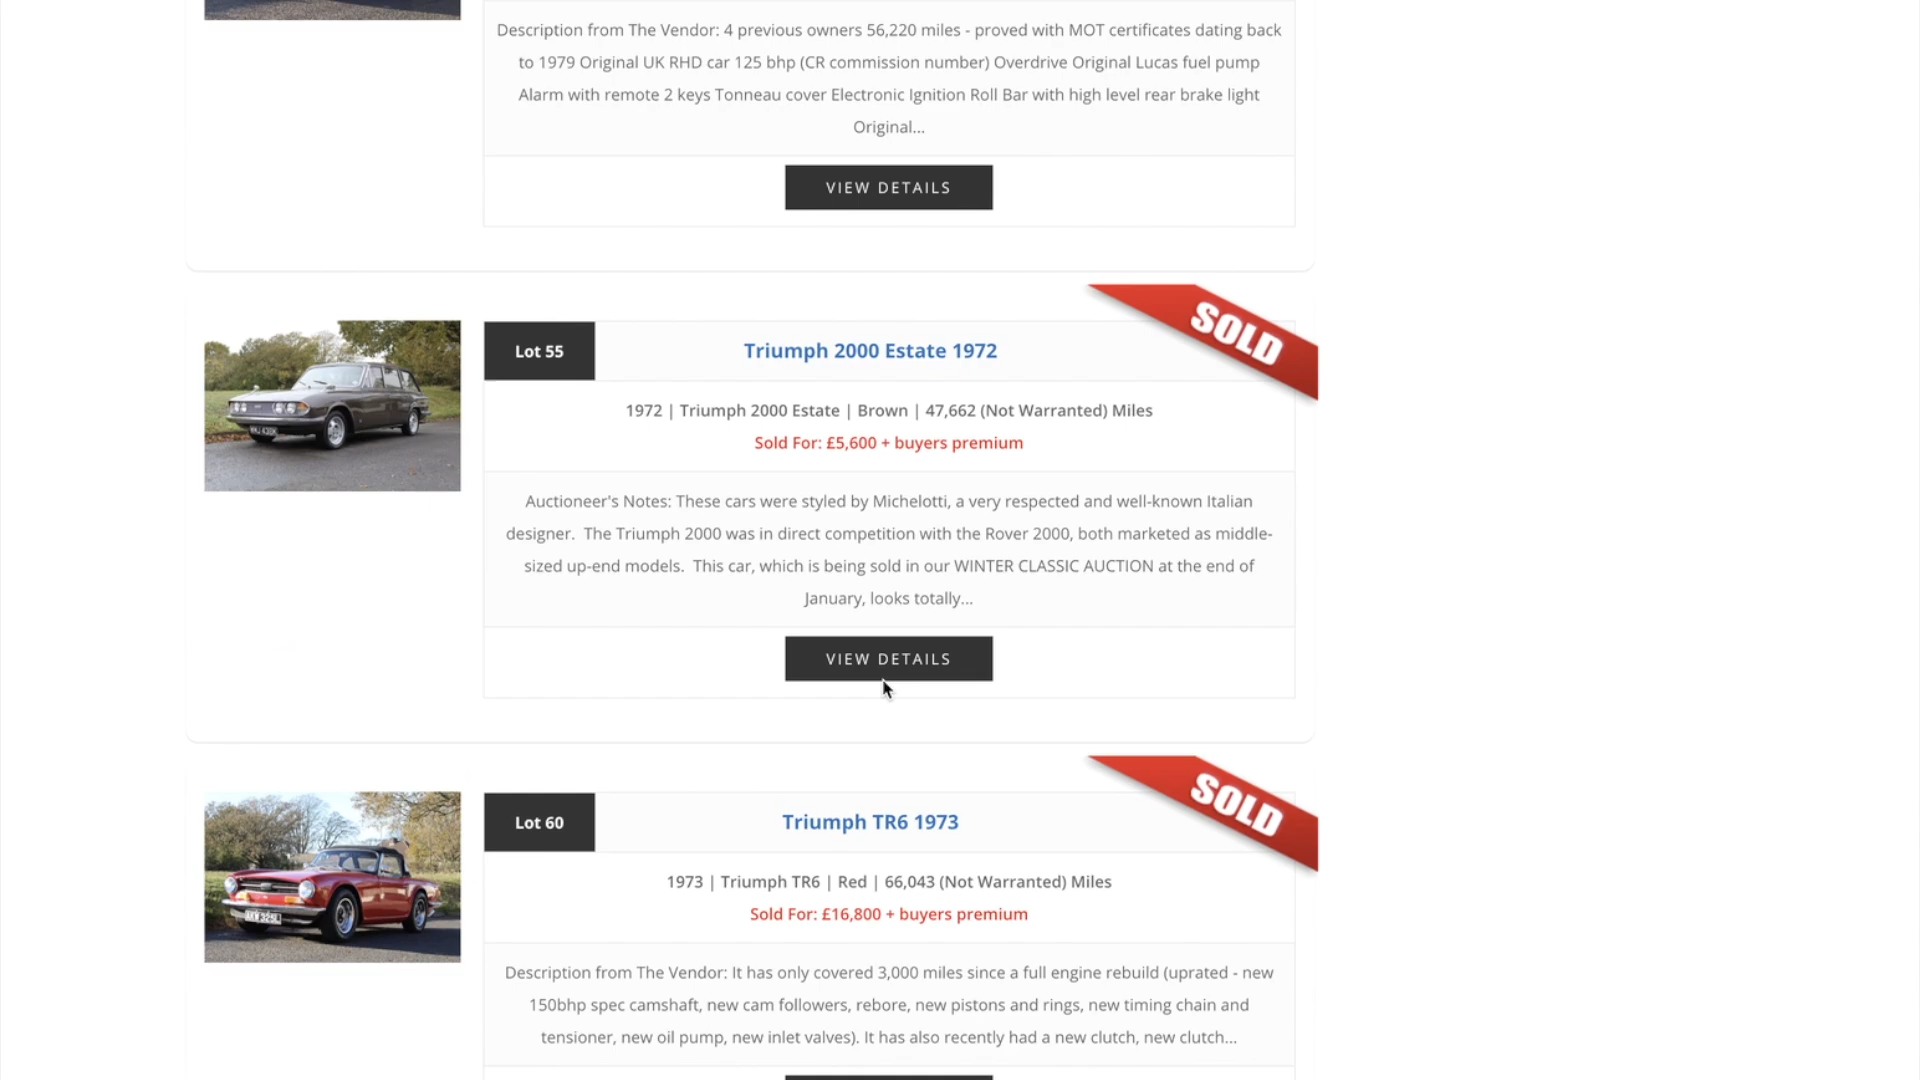 Description from The Vendor: 4 previous owners 56,220 miles - proved with MOT certificates dating back
to 1979 Original UK RHD car 125 bhp (CR commission number) Overdrive Original Lucas fuel pump
Alarm with remote 2 keys Tonneau cover Electronic Ignition Roll Bar with high level rear brake light
Original...
VIEW DETAILS
SOLD
Lot 55
Triumph 2000 Estate 1972
1972 | Triumph 2000 Estate | Brown | 47,662 (Not Warranted) Miles
Sold For: £5,600 + buyers premium
Auctioneer's Notes: These cars were styled by Michelotti, a very respected and well-known Italian
designer.  The Triumph 2000 was in direct competition with the Rover 2000, both marketed as middle-
sized up-end models.  This car, which is being sold in our WINTER CLASSIC AUCTION at the end of
January, looks totally...
VIEW DETAILS
SOLD
Lot 60
Triumph TR6 1973
1973 | Triumph TR6 | Red | 66,043 (Not Warranted) Miles
Sold For: £16,800 + buyers premium
Description from The Vendor: It has only covered 3,000 miles since a full engine rebuild (uprated - new
150bhp spec camshaft, new cam followers, rebore, new pistons and rings, new timing chain and
tensioner, new oil pump, new inlet valves). It has also recently had a new clutch, new clutch...